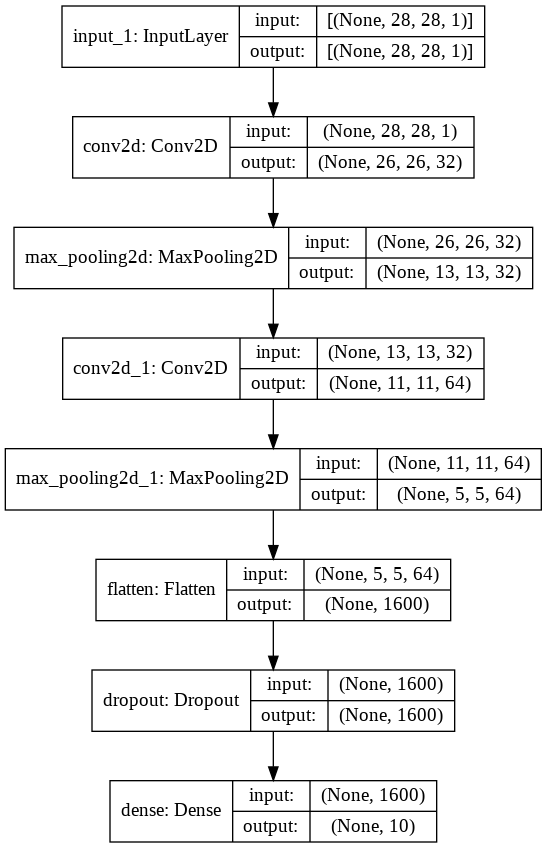 input_1: InputLayer
input: [(None, 28, 28, 1)]
output: [(None, 28, 28, 1)]
conv2d: Conv2D
input: (None, 28, 28, 1)
output: (None, 26, 26, 32)
max_pooling2d: MaxPooling2D
input: (None, 26, 26, 32)
output: (None, 13, 13, 32)
conv2d_1: Conv2D
input: (None, 13, 13, 32)
output: (None, 11, 11, 64)
max_pooling2d_1: MaxPooling2D
input: (None, 11, 11, 64)
output: (None, 5, 5, 64)
flatten: Flatten
input: (None, 5, 5, 64)
output: (None, 1600)
dropout: Dropout
input: (None, 1600)
output: (None, 1600)
dense: Dense
input: (None, 1600)
output: (None, 10)